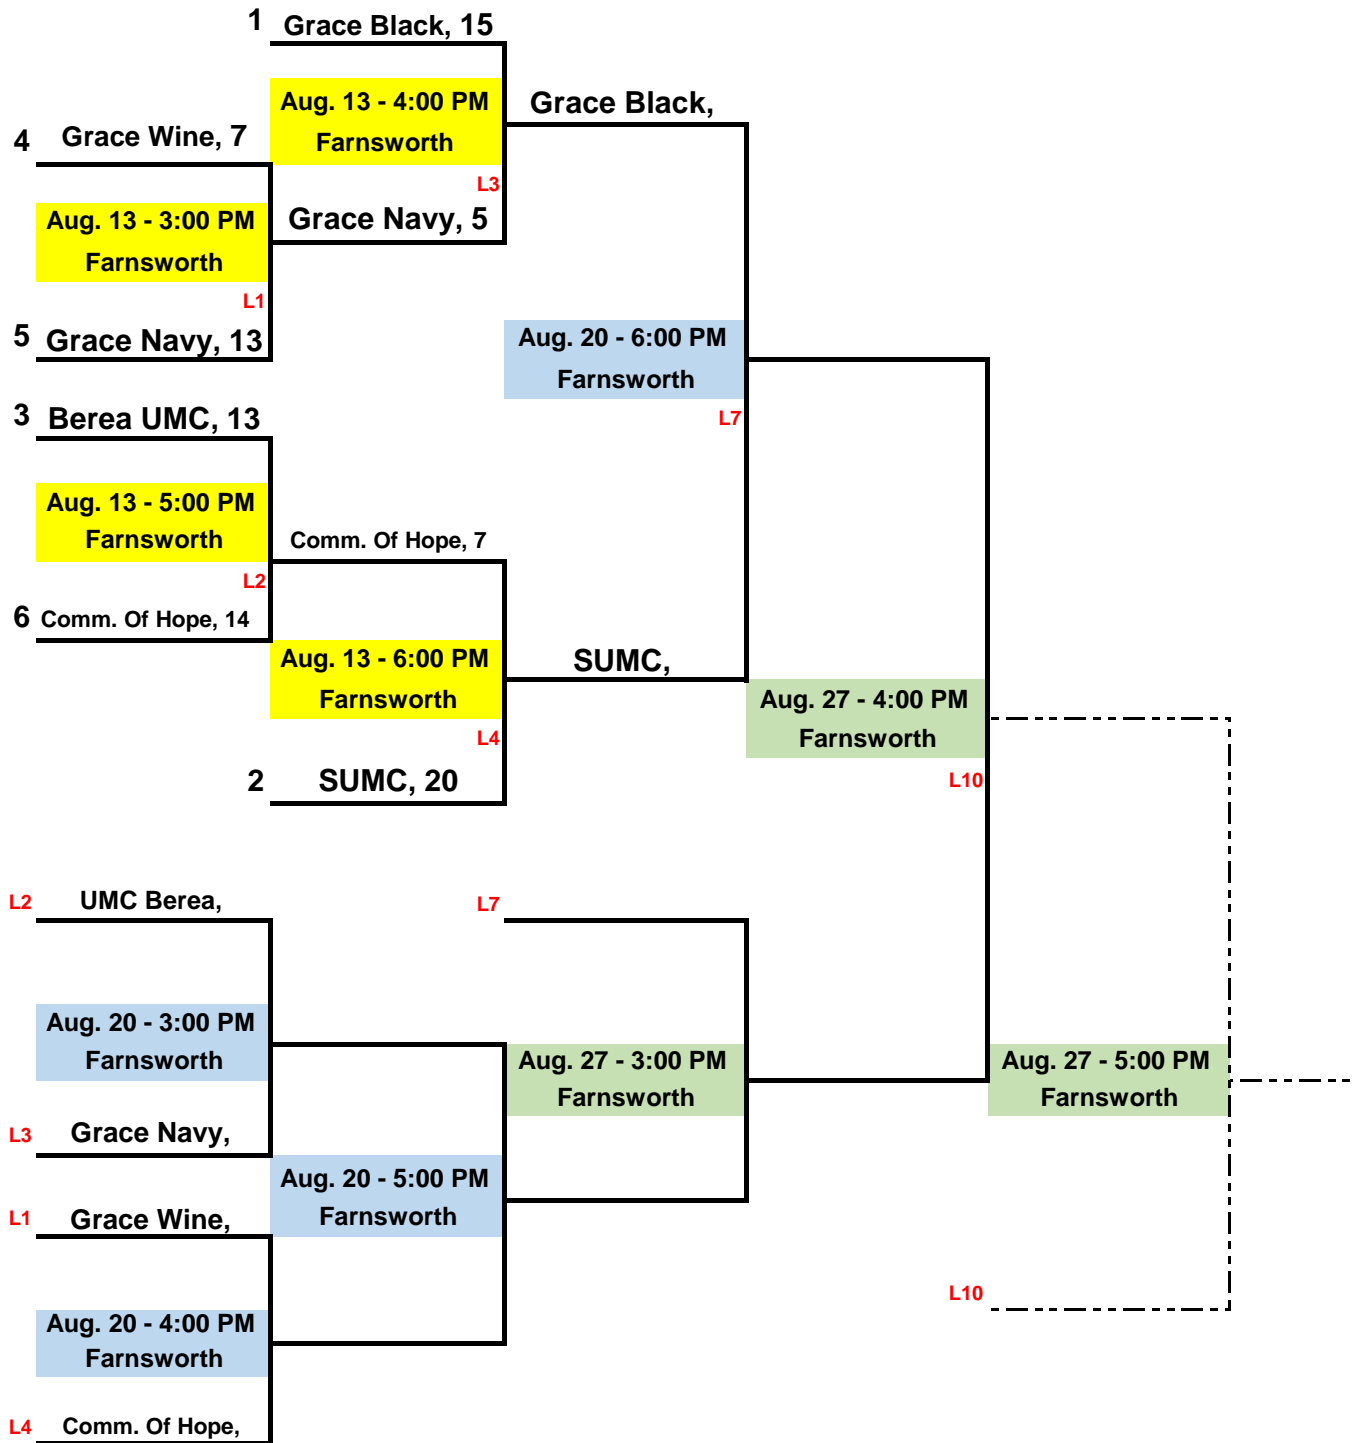 1 Grace Black, 15
Aug. 13 - 4:00 PM
Farnsworth
Grace Black,
4 Grace Wine, 7
L3
Aug. 13 - 3:00 PM
Farnsworth
Grace Navy, 5
L1
5 Grace Navy, 13
Aug. 20 - 6:00 PM
Farnsworth
L7
3 Berea UMC, 13
Aug. 13 - 5:00 PM
Farnsworth
Comm. Of Hope, 7
L2
6 Comm. Of Hope, 14
Aug. 13 - 6:00 PM
Farnsworth
SUMC,
L4
Aug. 27 - 4:00 PM
Farnsworth
L10
2 SUMC, 20
L2 UMC Berea,
L7
Aug. 20 - 3:00 PM
Farnsworth
Aug. 27 - 3:00 PM
Farnsworth
Aug. 27 - 5:00 PM
Farnsworth
L3 Grace Navy,
Aug. 20 - 5:00 PM
Farnsworth
L1 Grace Wine,
L10
Aug. 20 - 4:00 PM
Farnsworth
L4 Comm. Of Hope,